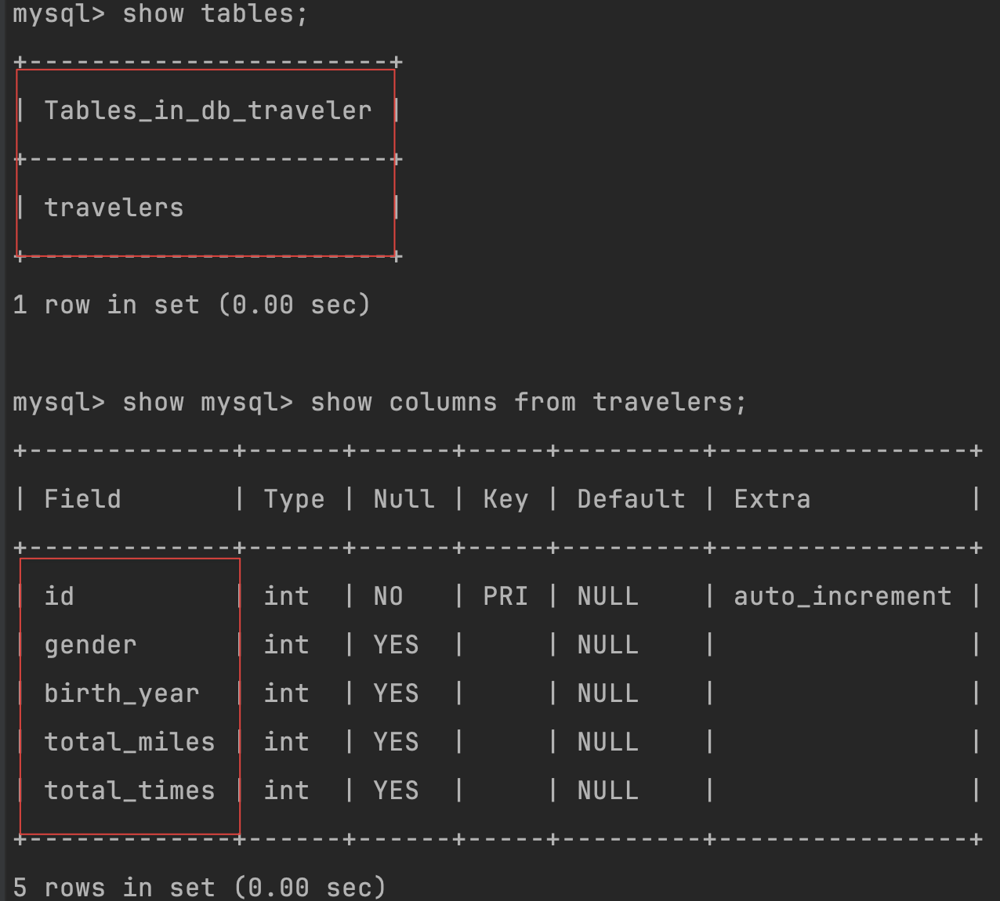 mysql> show tables;
+------------------------+
| Tables_in_db_traveler |
+------------------------+
| travelers             |
+------------------------+
1 row in set (0.00 sec)
mysql> show mysql> show columns from travelers;
+-------------+------+------+-----+---------+----------------+
| Field       | Type | Null | Key | Default | Extra          |
+-------------+------+------+-----+---------+----------------+
| id          | int  | NO   | PRI | NULL    | auto_increment |
| gender      | int  | YES  |     | NULL    |                |
| birth_year  | int  | YES  |     | NULL    |                |
| total_miles | int  | YES  |     | NULL    |                |
| total_times | int  | YES  |     | NULL    |                |
+-------------+------+------+-----+---------+----------------+
5 rows in set (0.00 sec)